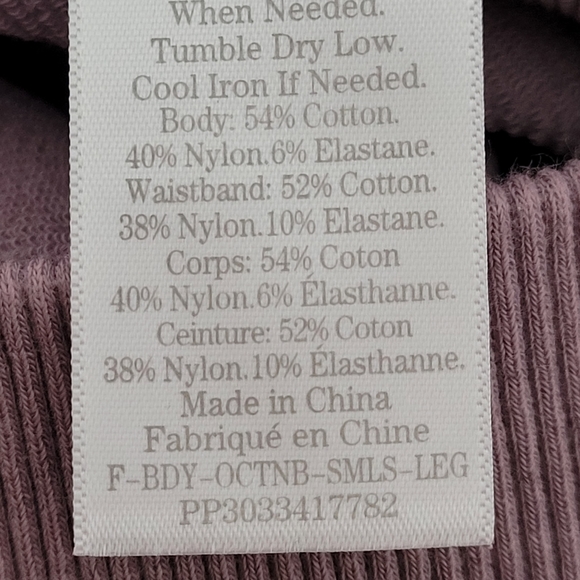 When Needed.
Tumble Dry Low.
Cool Iron If Needed.
Body: 54% Cotton.
40% Nylon.6% Elastane.
Waistband: 52% Cotton.
38% Nylon.10% Elastane.
Corps: 54% Coton
40% Nylon.6% Élasthanne.
Ceinture: 52% Coton
38% Nylon.10% Élasthanne.
Made in China
Fabriqué en Chine
F-BDY-OCTNB-SMLS-LEG
PP3033417782